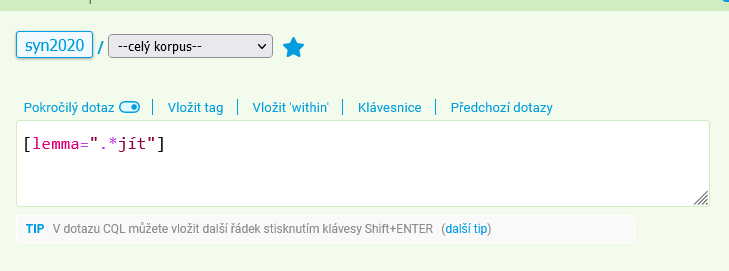 syn2020 / --celý korpus--
Pokročilý dotaz | Vložit tag | Vložit 'within' | Klávesnice | Předchozí dotazy
[lemma=".*jít"]
TIP V dotazu CQL můžete vložit další řádek stisknutím klávesy Shift+ENTER (další tip)